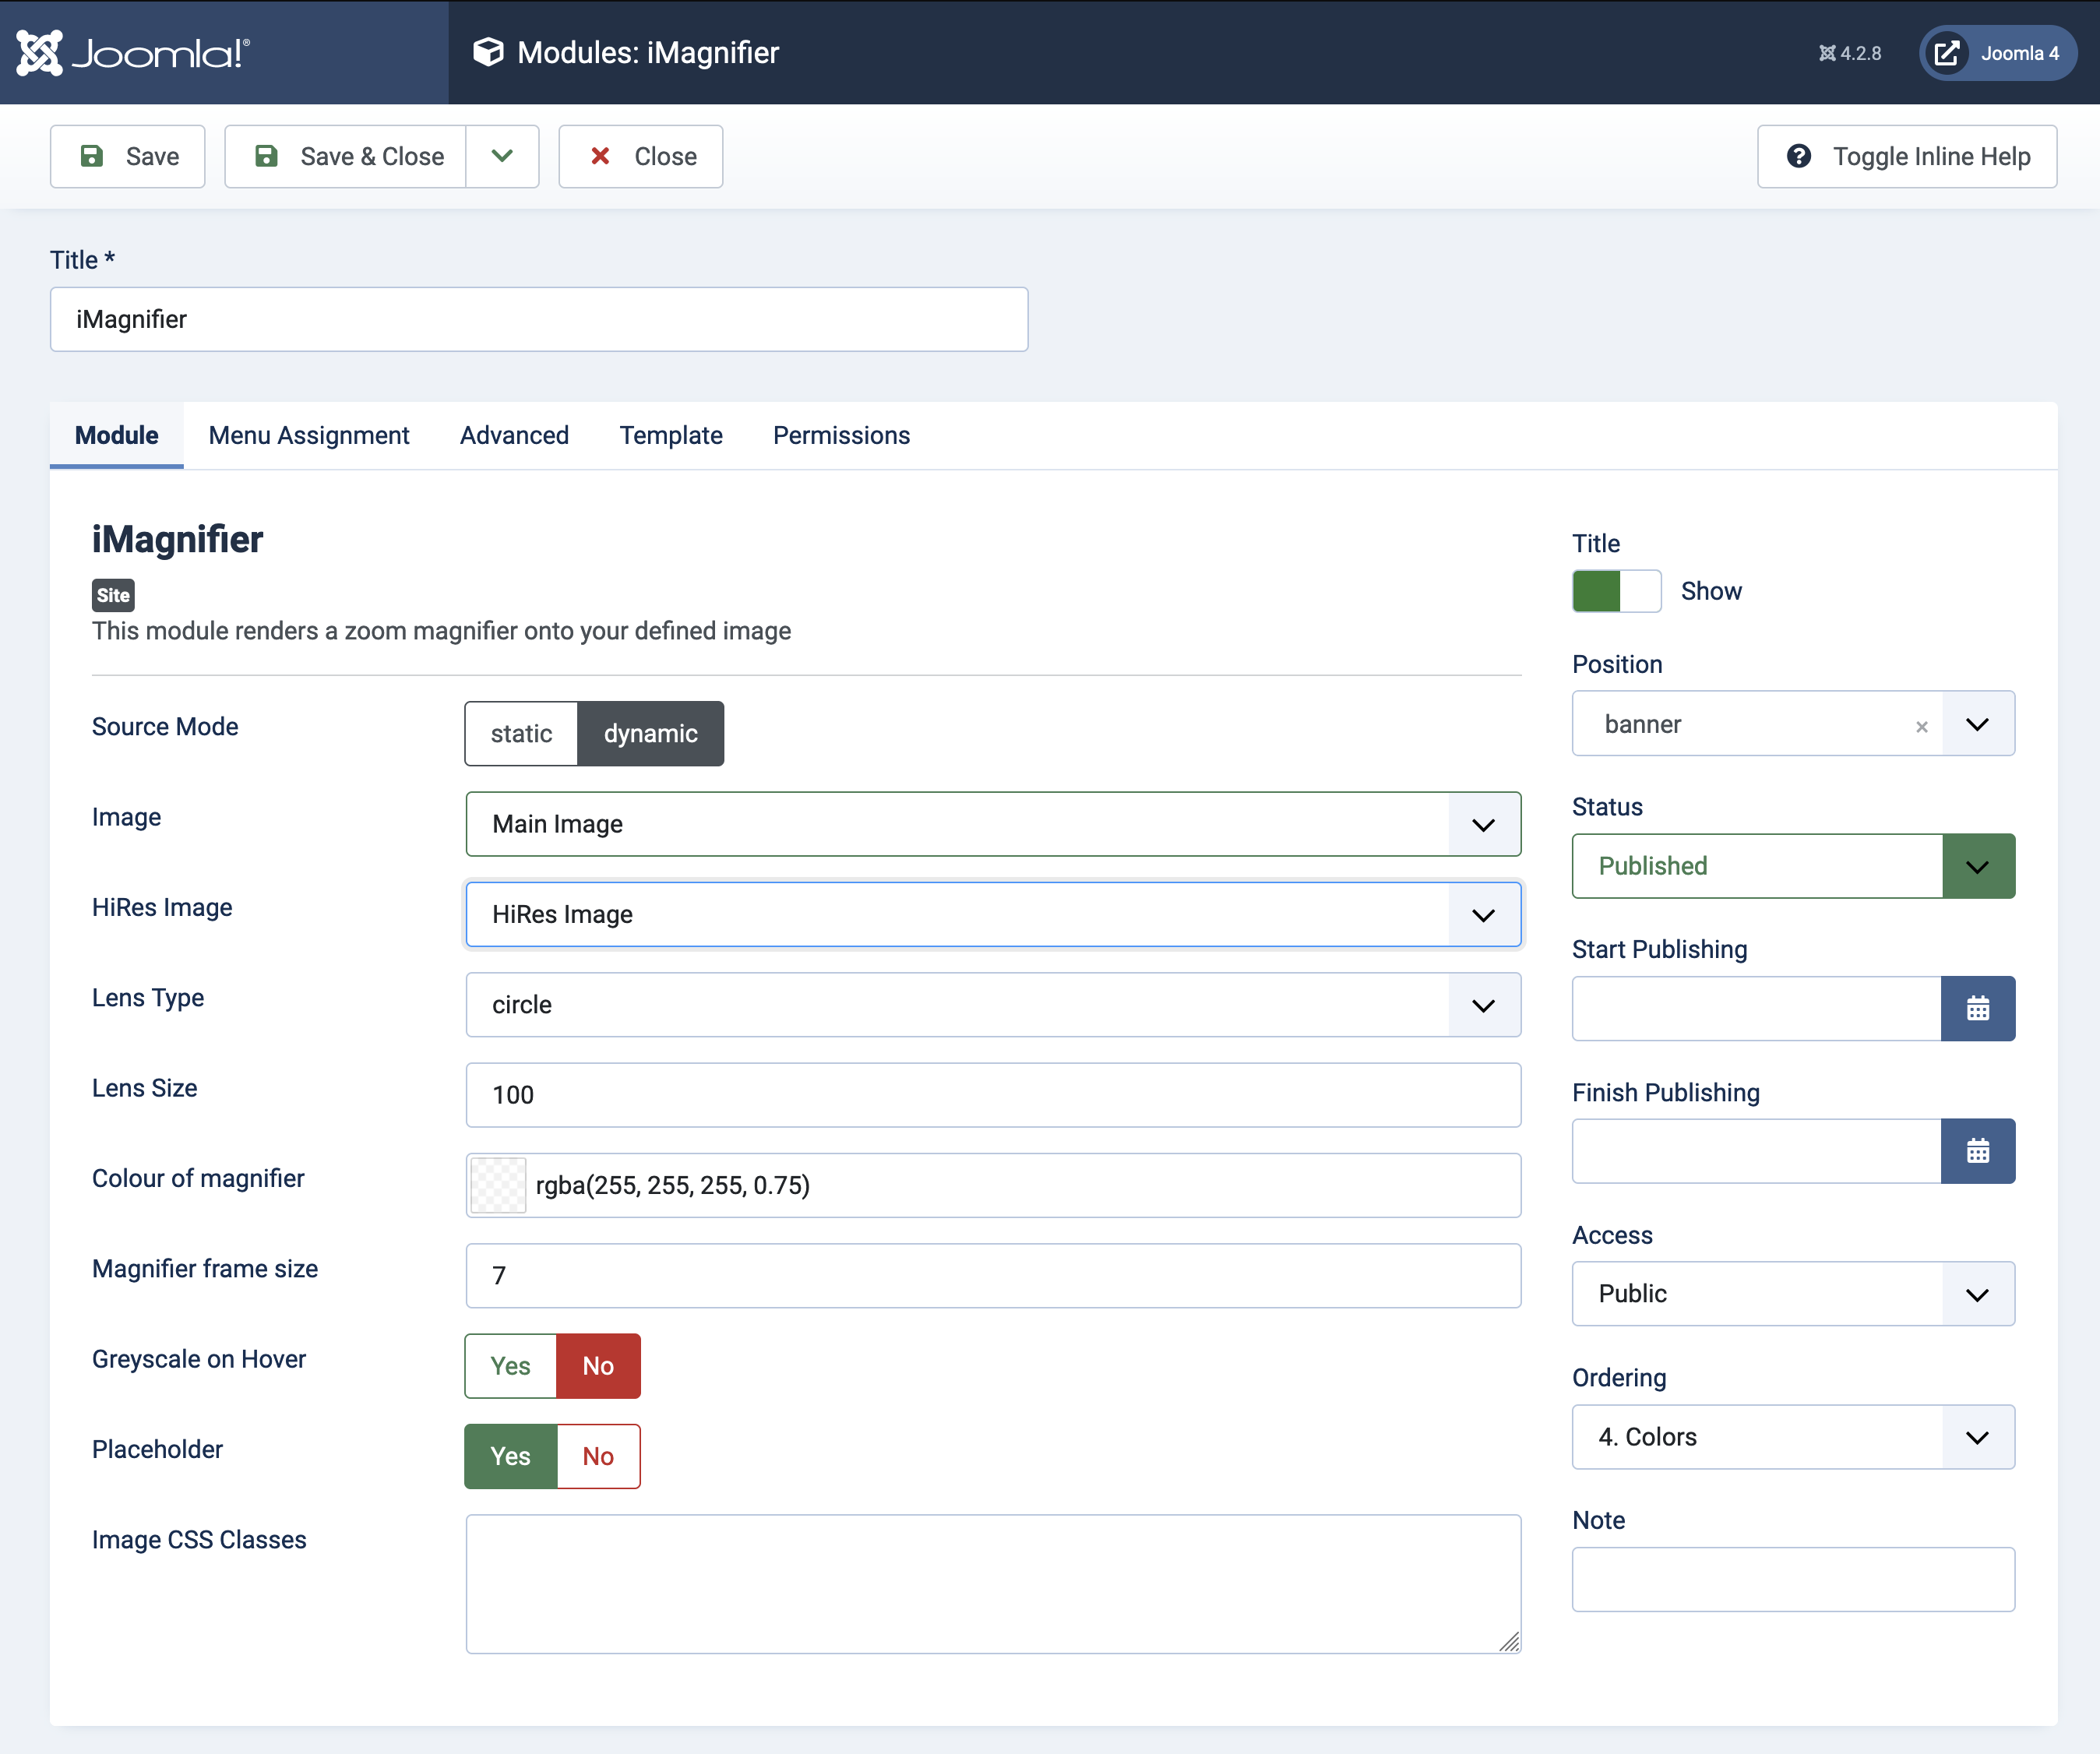 Joomla!®
Modules: iMagnifier
4.2.8
Joomla 4
Save
Save & Close
Close
Toggle Inline Help
Title *
iMagnifier
Module
Menu Assignment
Advanced
Template
Permissions
iMagnifier
Site
This module renders a zoom magnifier onto your defined image
Source Mode
static
dynamic
Image
Main Image
HiRes Image
HiRes Image
Lens Type
circle
Lens Size
100
Colour of magnifier
rgba(255, 255, 255, 0.75)
Magnifier frame size
7
Greyscale on Hover
Yes
No
Placeholder
Yes
No
Image CSS Classes
Title
Show
Position
banner
×
Status
Published
Start Publishing
Finish Publishing
Access
Public
Ordering
4. Colors
Note